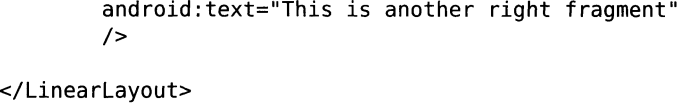 android:text="This is another right fragment"
/>
</LinearLayout>